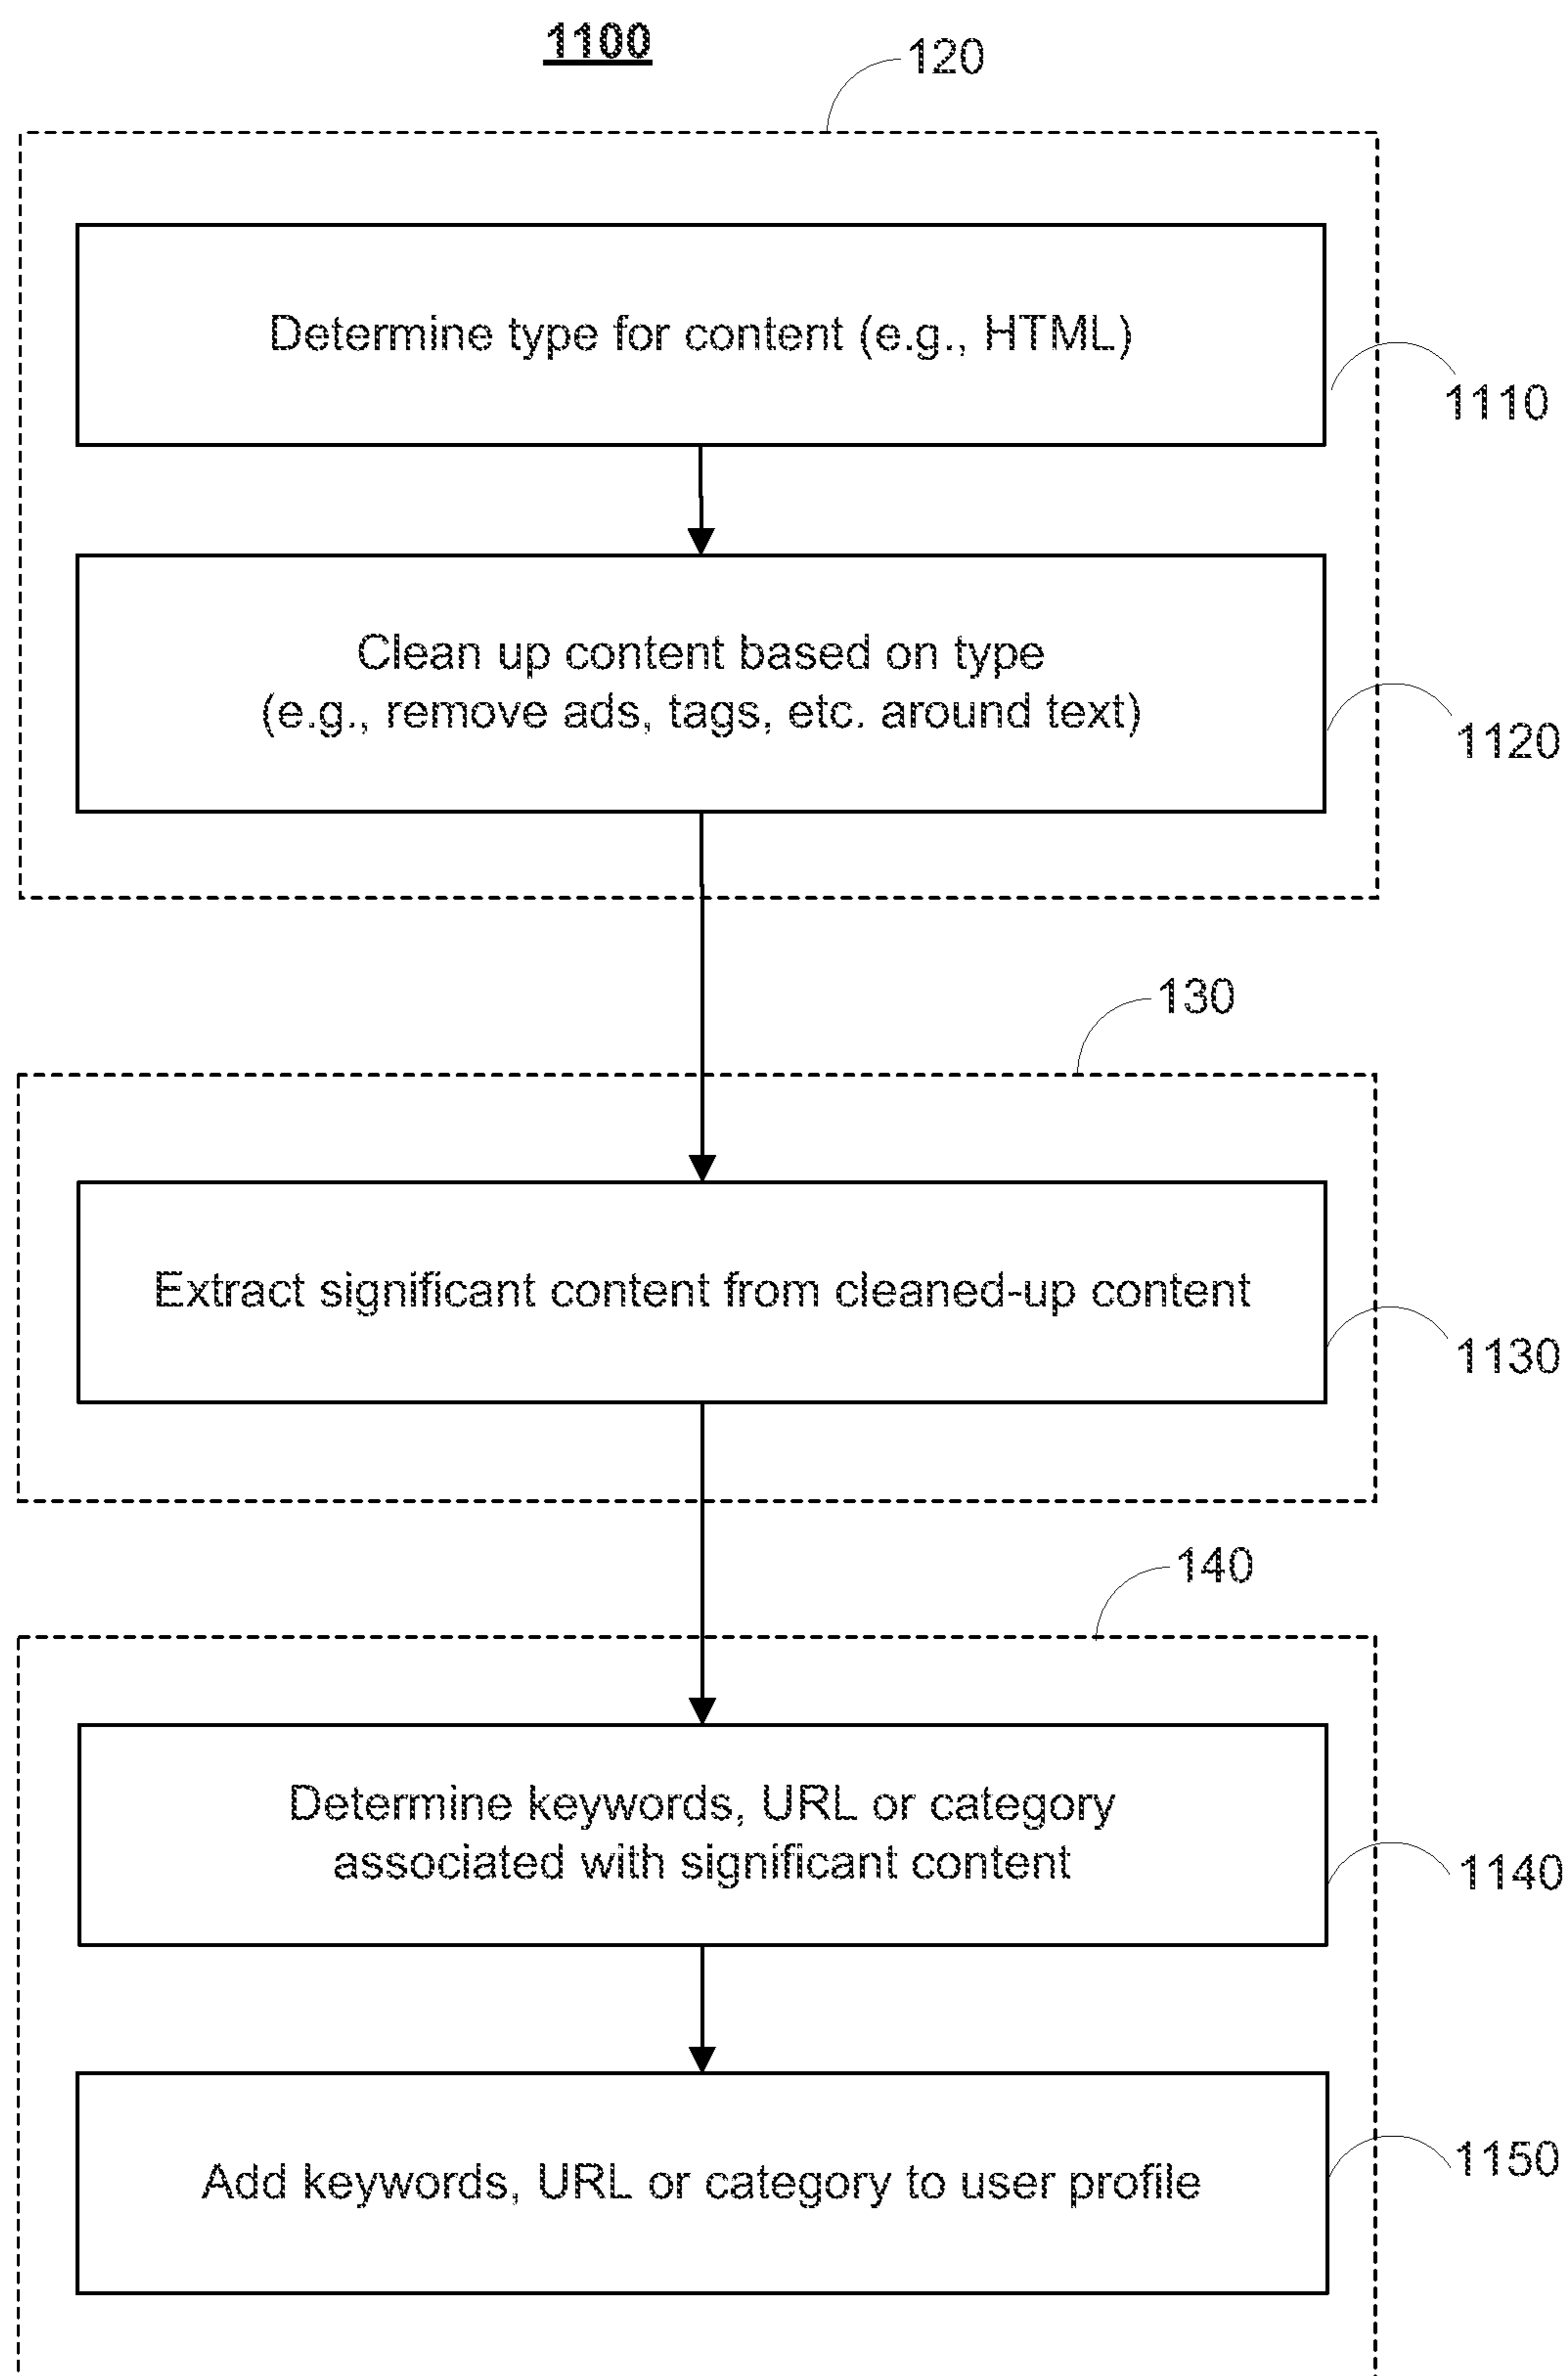 1100
120
Determine type for content (e.g., HTML)
1110
Clean up content based on type
(e.g., remove ads, tags, etc. around text)
1120
130
Extract significant content from cleaned-up content
1130
140
Determine keywords, URL or category
associated with significant content
1140
Add keywords, URL or category to user profile
1150